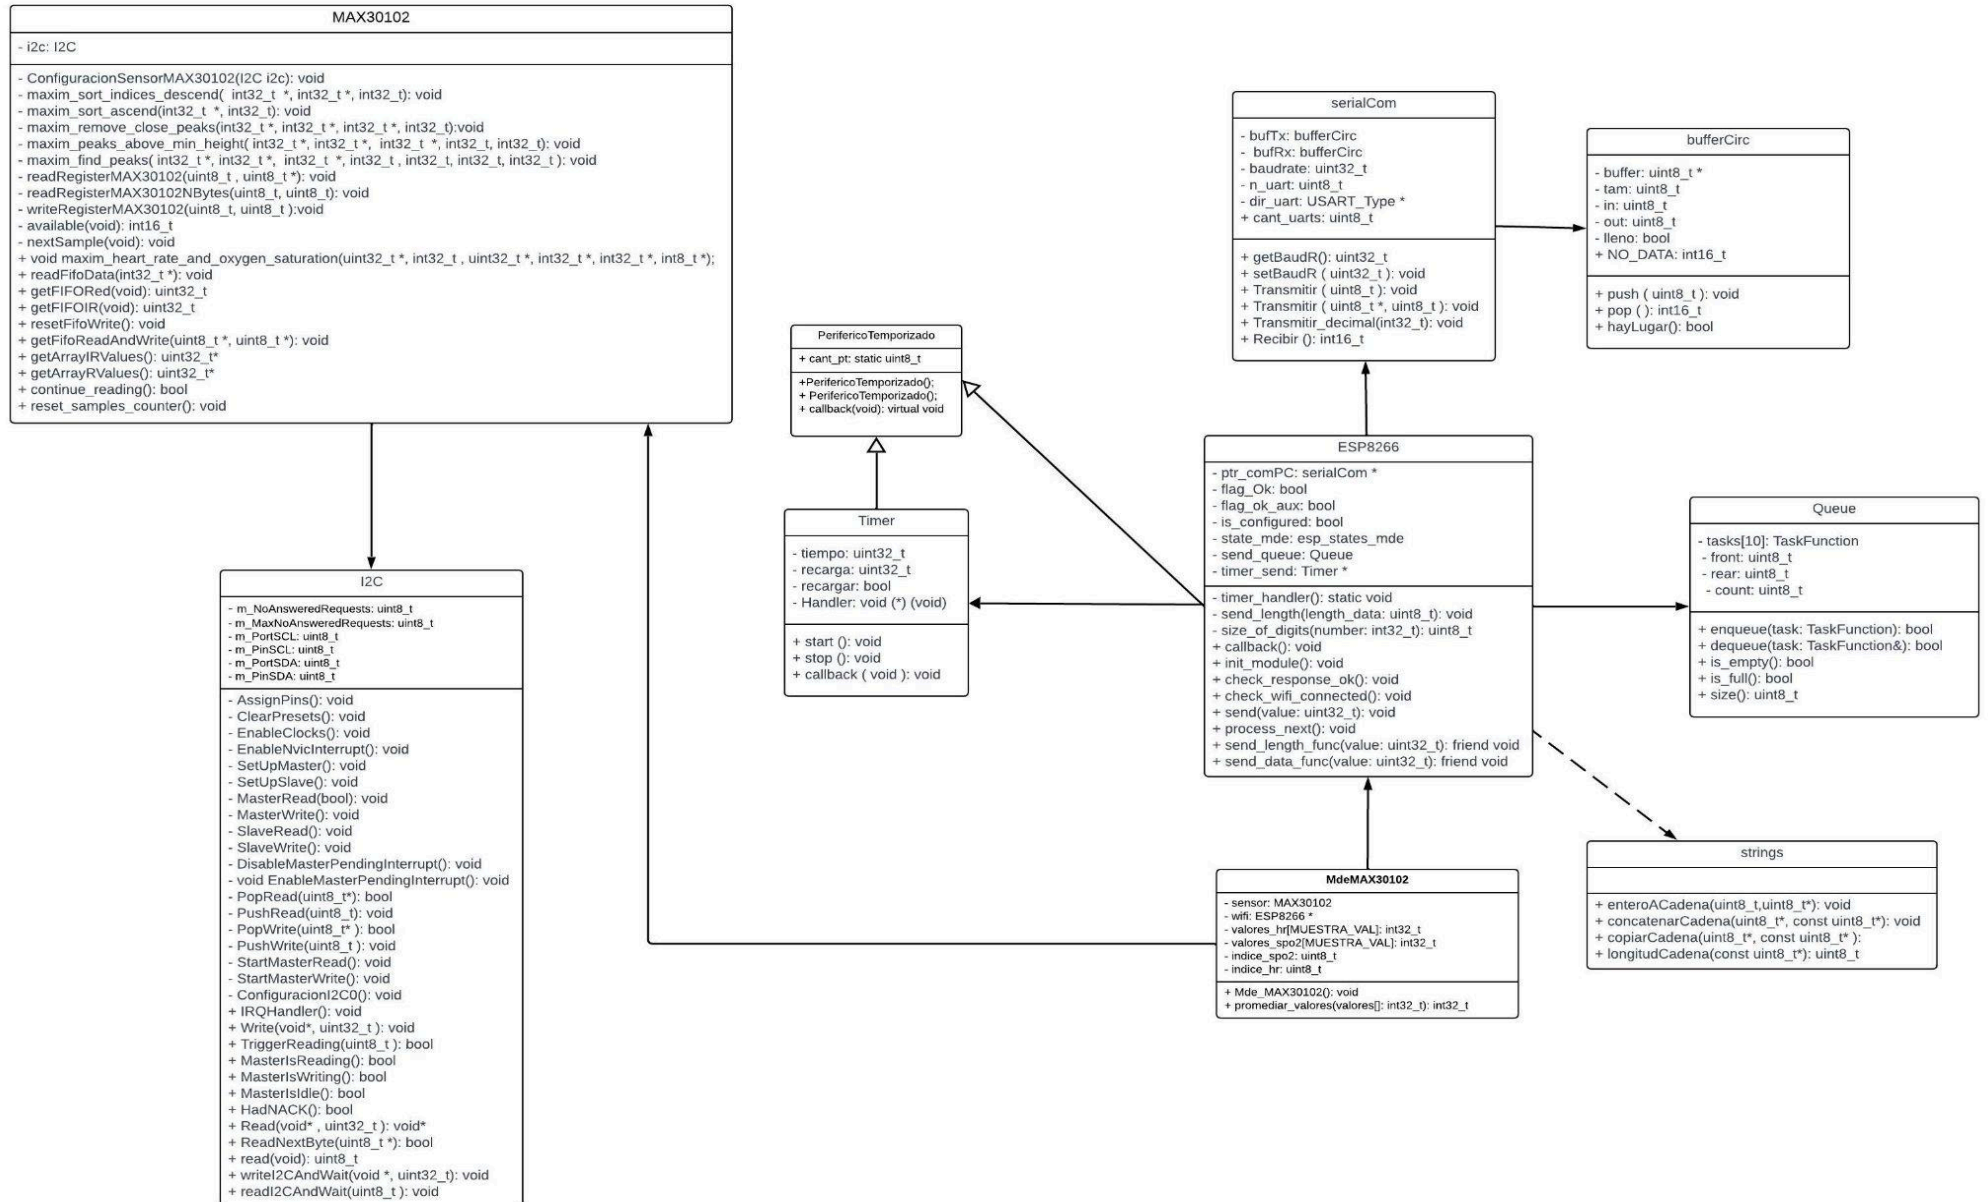 MAX30102
- i2c: I2C
- ConfiguracionSensorMAX30102(I2C i2c): void
- maxim_sort_indices_descend(  int32_t  *, int32_t *, int32_t): void
- maxim_sort_ascend(int32_t  *, int32_t): void
- maxim_remove_close_peaks(int32_t *, int32_t *, int32_t *, int32_t):void
- maxim_peaks_above_min_height( int32_t *, int32_t *,  int32_t  *, int32_t, int32_t): void
- maxim_find_peaks( int32_t *, int32_t *,  int32_t  *, int32_t , int32_t, int32_t, int32_t ): void
- readRegisterMAX30102(uint8_t , uint8_t *): void
- readRegisterMAX30102NBytes(uint8_t, uint8_t): void
- writeRegisterMAX30102(uint8_t, uint8_t ):void
- available(void): int16_t
- nextSample(void): void
+ void maxim_heart_rate_and_oxygen_saturation(uint32_t *, int32_t , uint32_t *, int32_t *, int32_t *, int8_t *);
+ readFifoData(int32_t *): void
+ getFIFORed(void): uint32_t
+ getFIFOIR(void): uint32_t
+ resetFifoWrite(): void
+ getFifoReadAndWrite(uint8_t *, uint8_t *): void
+ getArrayIRValues(): uint32_t*
+ getArrayRValues(): uint32_t*
+ continue_reading(): bool
+ reset_samples_counter(): void
I2C
- m_NoAnsweredRequests: uint8_t
- m_MaxNoAnsweredRequests: uint8_t
- m_PortSCL: uint8_t
- m_PinSCL: uint8_t
- m_PortSDA: uint8_t
- m_PinSDA: uint8_t
- AssignPins(): void
- ClearPresets(): void
- EnableClocks(): void
- EnableNvicInterrupt(): void
- SetUpMaster(): void
- SetUpSlave(): void
- MasterRead(bool): void
- MasterWrite(): void
- SlaveRead(): void
- SlaveWrite(): void
- DisableMasterPendingInterrupt(): void
- void EnableMasterPendingInterrupt(): void
- PopRead(uint8_t*): bool
- PushRead(uint8_t): void
- PopWrite(uint8_t* ): bool
- PushWrite(uint8_t ): void
- StartMasterRead(): void
- StartMasterWrite(): void
- ConfiguracionI2C0(): void
+ IRQHandler(): void
+ Write(void*, uint32_t ): void
+ TriggerReading(uint8_t ): bool
+ MasterIsReading(): bool
+ MasterIsWriting(): bool
+ MasterIsIdle(): bool
+ HadNACK(): bool
+ Read(void* , uint32_t ): void*
+ ReadNextByte(uint8_t *): bool
+ read(void): uint8_t
+ writeI2CAndWait(void *, uint32_t): void
+ readI2CAndWait(uint8_t ): void
PerifericoTemporizado
+ cant_pt: static uint8_t
+PerifericoTemporizado();
+ PerifericoTemporizado();
+ callback(void): virtual void
Timer
- tiempo: uint32_t
- recarga: uint32_t
- recargar: bool
- Handler: void (*) (void)
+ start (): void
+ stop (): void
+ callback ( void ): void
serialCom
- bufTx: bufferCirc
-  bufRx: bufferCirc
- baudrate: uint32_t
- n_uart: uint8_t
- dir_uart: USART_Type *
+ cant_uarts: uint8_t
+ getBaudR(): uint32_t
+ setBaudR ( uint32_t ): void
+ Transmitir ( uint8_t ): void
+ Transmitir ( uint8_t *, uint8_t ): void
+ Transmitir_decimal(int32_t): void
+ Recibir (): int16_t
bufferCirc
- buffer: uint8_t *
- tam: uint8_t
- in: uint8_t
- out: uint8_t
- lleno: bool
+ NO_DATA: int16_t
+ push ( uint8_t ): void
+ pop ( ): int16_t
+ hayLugar(): bool
ESP8266
- ptr_comPC: serialCom *
- flag_Ok: bool
- flag_ok_aux: bool
- is_configured: bool
- state_mde: esp_states_mde
- send_queue: Queue
- timer_send: Timer *
- timer_handler(): static void
- send_length(length_data: uint8_t): void
- size_of_digits(number: int32_t): uint8_t
+ callback(): void
+ init_module(): void
+ check_response_ok(): void
+ check_wifi_connected(): void
+ send(value: uint32_t): void
+ process_next(): void
+ send_length_func(value: uint32_t): friend void
+ send_data_func(value: uint32_t): friend void
Queue
- tasks[10]: TaskFunction
- front: uint8_t
- rear: uint8_t
- count: uint8_t
+ enqueue(task: TaskFunction): bool
+ dequeue(task: TaskFunction&): bool
+ is_empty(): bool
+ is_full(): bool
+ size(): uint8_t
MdeMAX30102
- sensor: MAX30102
- wifi: ESP8266 *
- valores_hr[MUESTRA_VAL]: int32_t
- valores_spo2[MUESTRA_VAL]: int32_t
- indice_spo2: uint8_t
- indice_hr: uint8_t
+ Mde_MAX30102(): void
+ promediar_valores(valores[]: int32_t): int32_t
strings
+ enteroACadena(uint8_t,uint8_t*): void
+ concatenarCadena(uint8_t*, const uint8_t*): void
+ copiarCadena(uint8_t*, const uint8_t* ):
+ longitudCadena(const uint8_t*): uint8_t